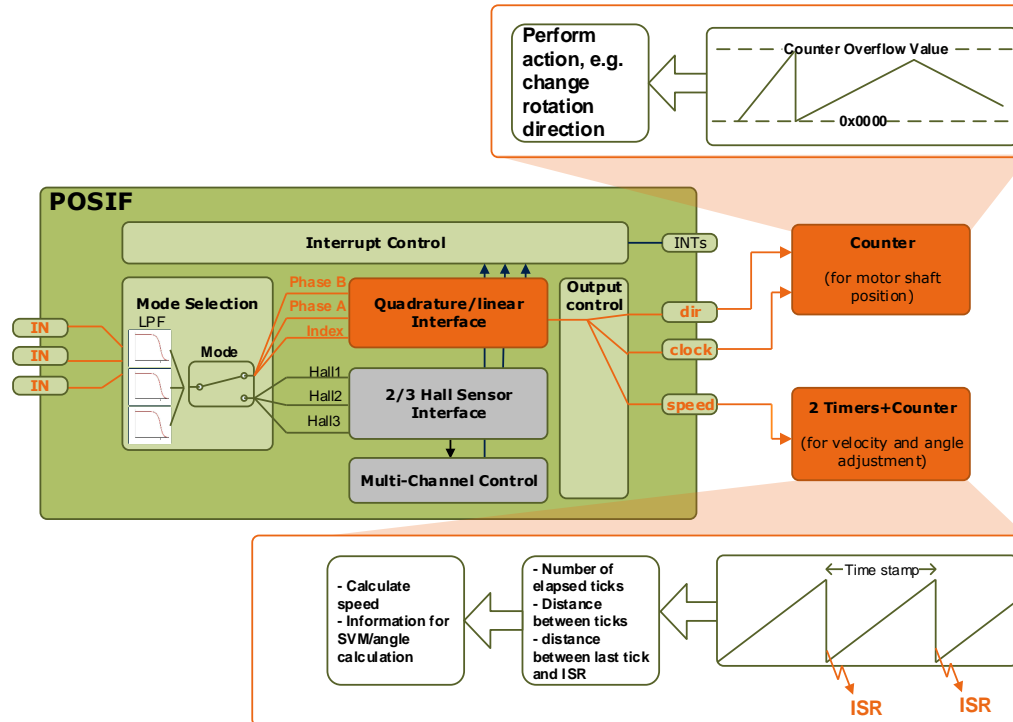 Perform
action, e.g.
change
rotation
direction
Counter Overflow Value
0x0000
POSIF
Interrupt Control
INTs
Counter
(for motor shaft
position)
Mode Selection
LPF
Mode
IN
IN
IN
Phase B
Phase A
Index
Hall1
Hall2
Hall3
Quadrature/linear
Interface
2/3 Hall Sensor
Interface
Multi-Channel Control
Output
control
dir
clock
speed
2 Timers+Counter
(for velocity and angle
adjustment)
- Calculate
speed
- Information for
SVM/angle
calculation
- Number of
elapsed ticks
- Distance
between ticks
- distance
between last tick
and ISR
Time stamp
ISR
ISR